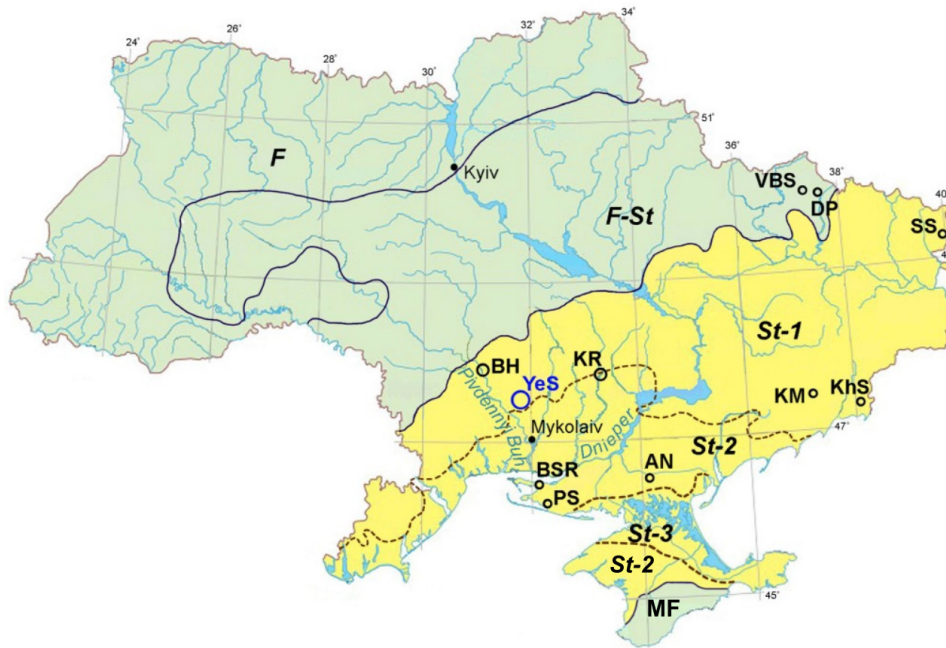 24°
26°
28°
30°
32°
34°
51
36°
38°
40
F
Kyiv
F-St
VBS
DP
SS
4
St-1
BH
KR
YeS
KM
KhS
Pivdennyi Buh
Mykolaiv
Dnieper
47
St-2
BSR
AN
PS
St-3
St-2
MF
45°